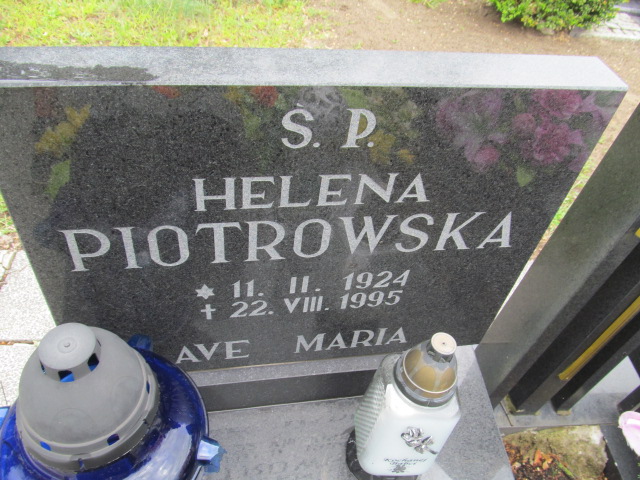 Ś. P.
HELENA
PIOTROWSKA
* 11. II. 1924
† 22. VIII. 1995
AVE MARIA